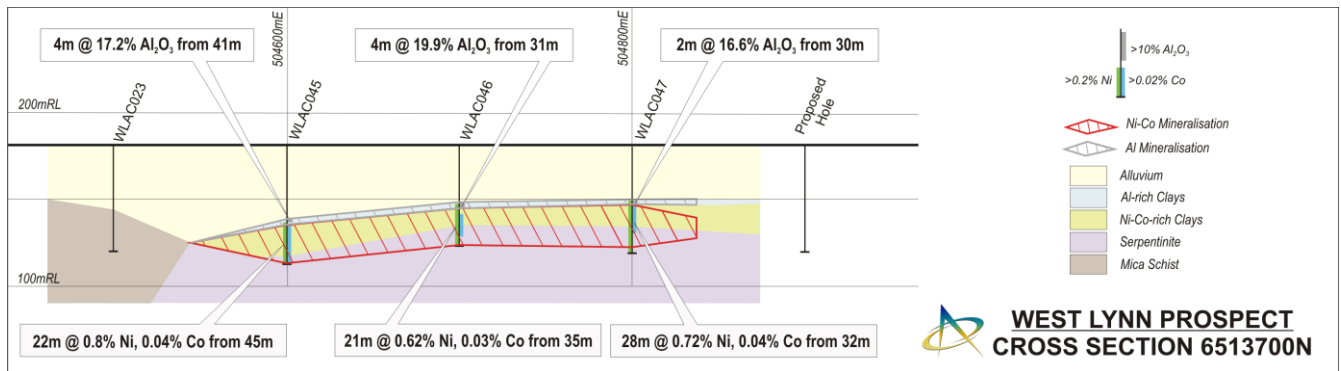 4m @ 17.2% Al₂O₃ from 41m
504600mE
4m @ 19.9% Al₂O₃ from 31m
504800mE
2m @ 16.6% Al₂O₃ from 30m
200mRL
WLAC023
WLAC045
WLAC046
WLAC047
Proposed
Hole
100mRL
22m @ 0.8% Ni, 0.04% Co from 45m
21m @ 0.62% Ni, 0.03% Co from 35m
28m @ 0.72% Ni, 0.04% Co from 32m
>10% Al₂O₃
>0.2% Ni >0.02% Co
Ni-Co Mineralisation
Al Mineralisation
Alluvium
Al-rich Clays
Ni-Co-rich Clays
Serpentinite
Mica Schist
WEST LYNN PROSPECT
CROSS SECTION 6513700N